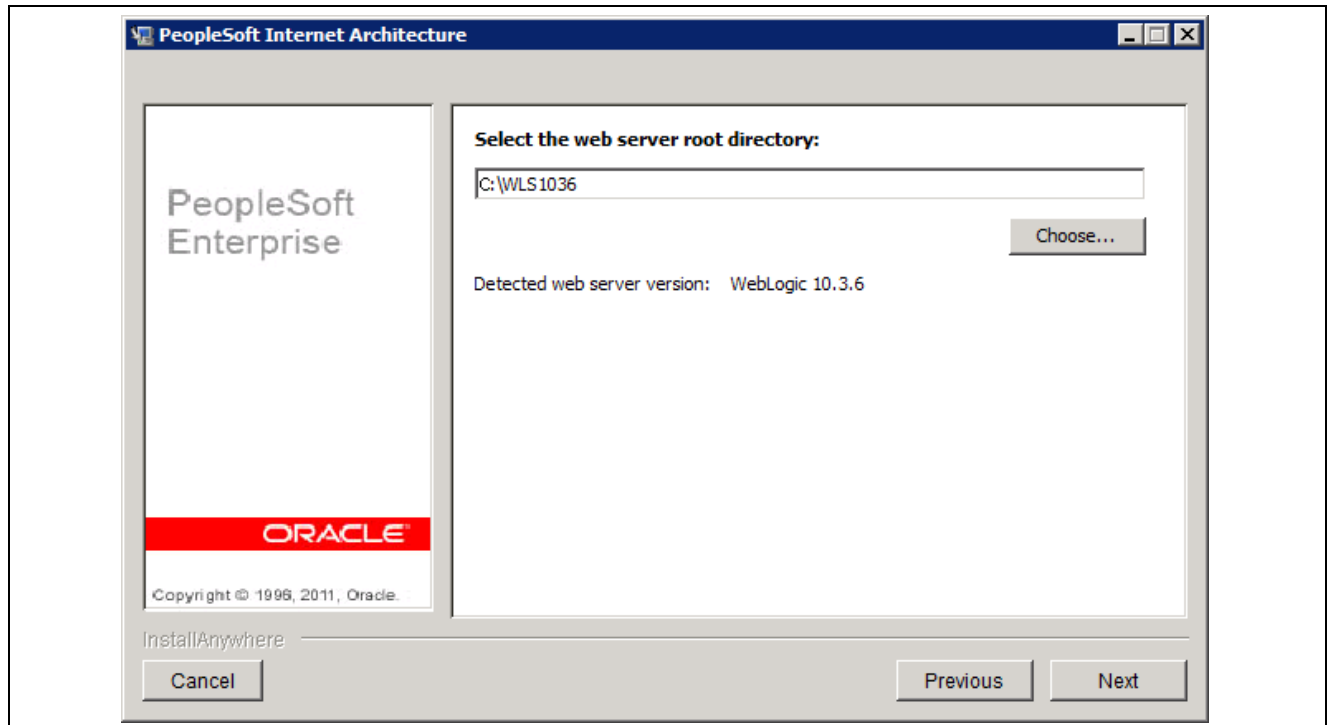 PeopleSoft Internet Architecture
PeopleSoft
Enterprise
ORACLE
Copyright © 1996, 2011, Oracle.
Select the web server root directory:
C:\WLS1036
Choose...
Detected web server version: WebLogic 10.3.6
InstallAnywhere
Cancel
Previous
Next